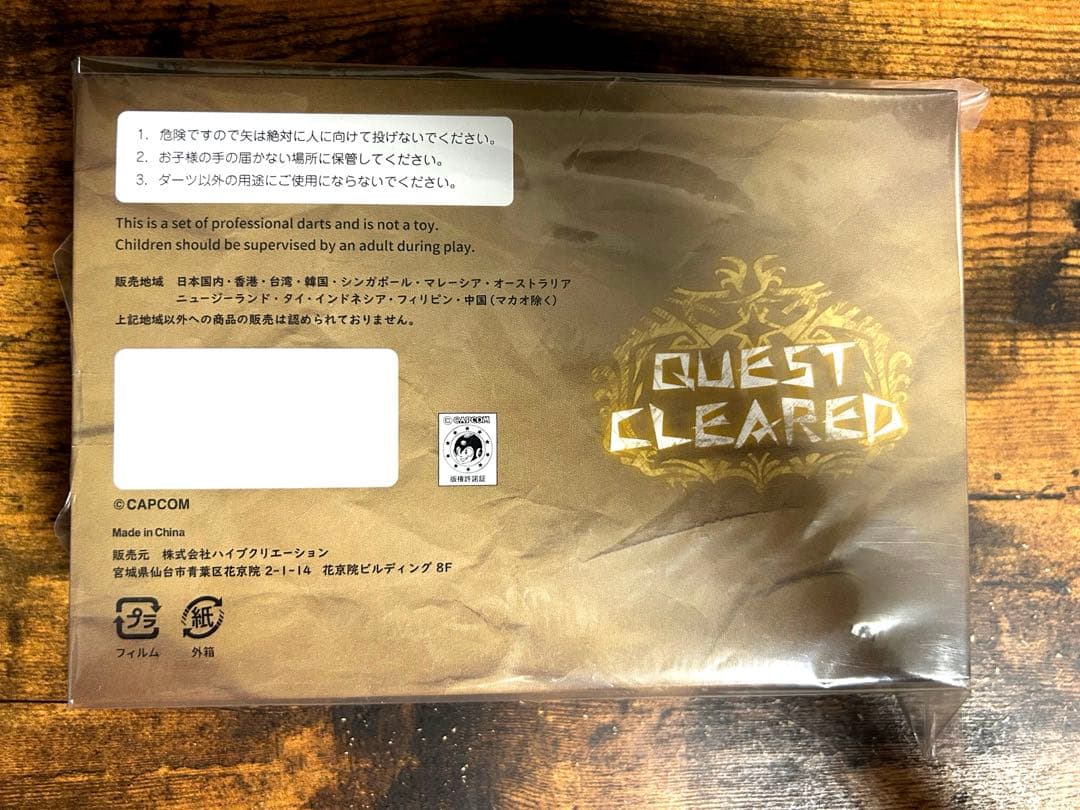 1. 危険ですので矢は絶対に人に向けて投げないでください。
2. お子様の手の届かない場所に保管してください。
3. ダーツ以外の用途にご使用にならないでください。
This is a set of professional darts and is not a toy.
Children should be supervised by an adult during play.
販売地域 日本国内・香港・台湾・韓国・シンガポール・マレーシア・オーストラリア
ニュージーランド・タイ・インドネシア・フィリピン・中国(マカオ除く)
上記地域以外への商品の販売は認められておりません。
QUEST
CLEARED
©CAPCOM
版権許諾証
©CAPCOM
Made in China
販売元 株式会社ハイブクリエーション
宮城県仙台市青葉区花京院 2-1-14 花京院ビルディング 8F
プラ
紙
フィルム
外箱